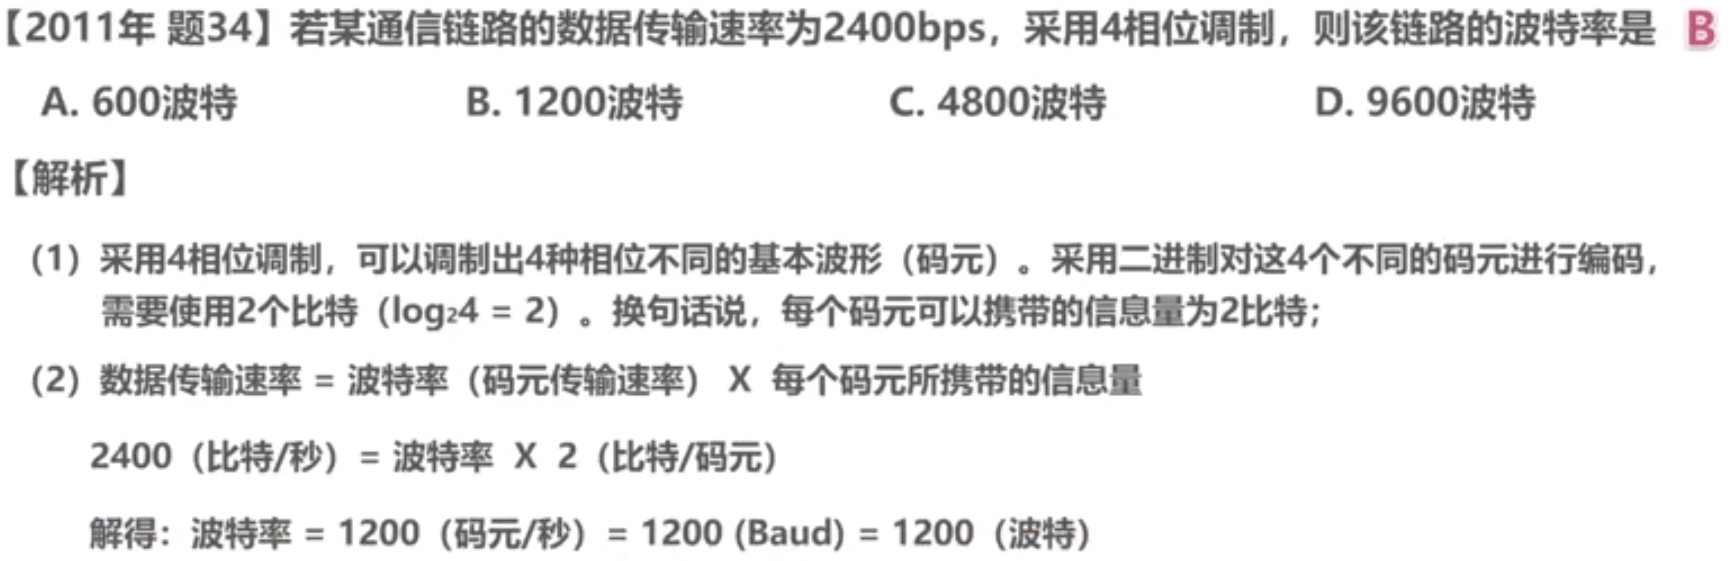 【2011年 题34】若某通信链路的数据传输速率为2400bps，采用4相位调制，则该链路的波特率是 B
A. 600波特 B. 1200波特 C. 4800波特 D. 9600波特
【解析】
（1）采用4相位调制，可以调制出4种相位不同的基本波形（码元）。采用二进制对这4个不同的码元进行编码，
需要使用2个比特（log₂4 = 2）。换句话说，每个码元可以携带的信息量为2比特；
（2）数据传输速率 = 波特率（码元传输速率） X 每个码元所携带的信息量
2400（比特/秒）= 波特率 X 2（比特/码元）
解得：波特率 = 1200（码元/秒）= 1200 (Baud) = 1200（波特）